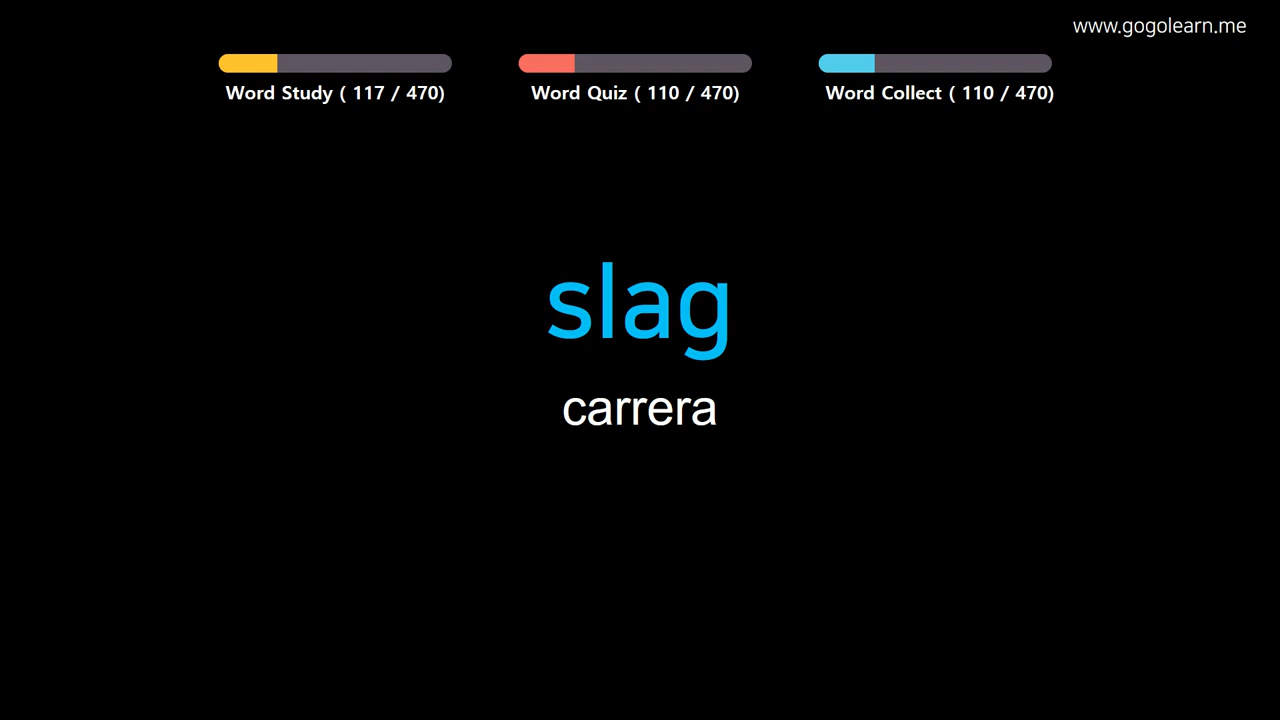 www.gogolearn.me
Word Study ( 117 / 470)
Word Quiz ( 110 / 470)
Word Collect ( 110 / 470)
slag
carrera